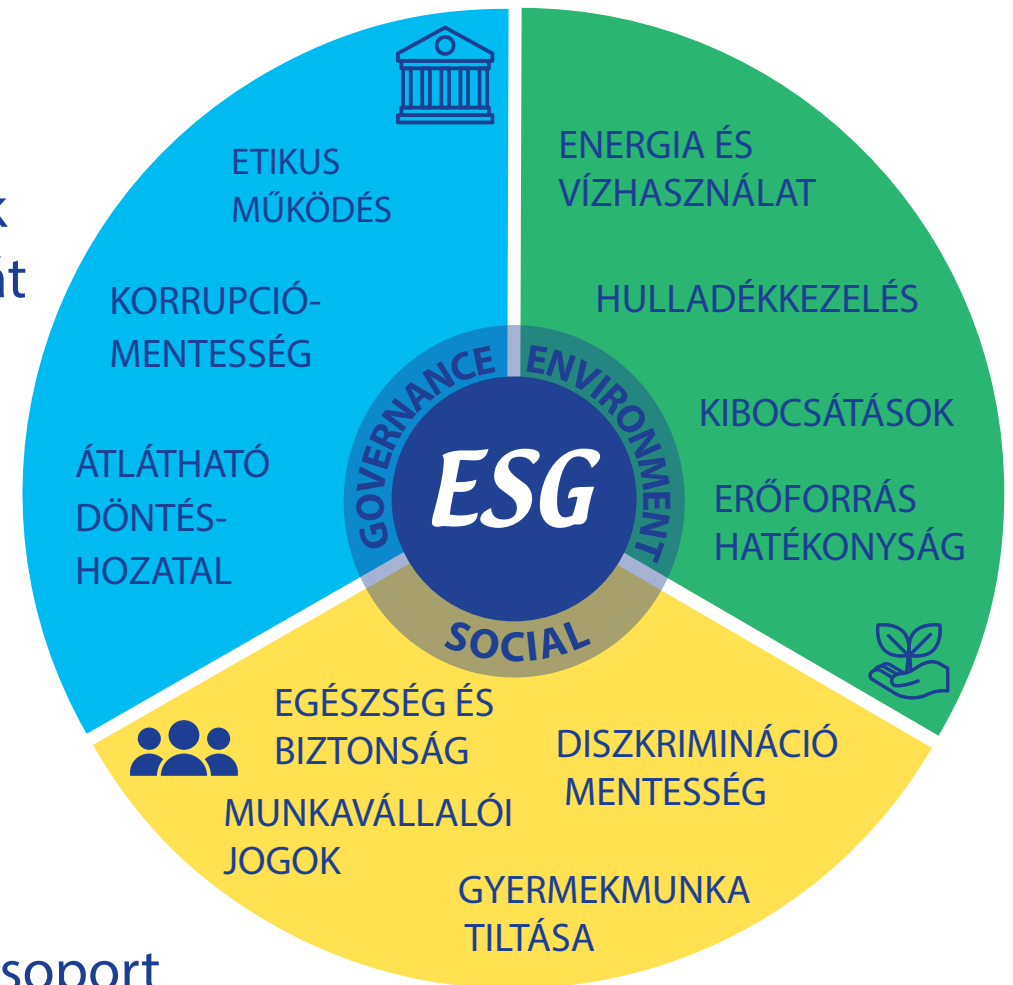 ETIKUS
MŰKÖDÉS
KORRUPCIÓ-
MENTESSÉG
ÁTLÁTHATÓ
DÖNTÉS-
HOZATAL
ENERGIA ÉS
VÍZHASZNÁLAT
HULLADÉKKEZELÉS
KIBOCSÁTÁSOK
ERŐFORRÁS
HATÉKONYSÁG
GOVERNANCE
ENVIRONMENT
ESG
SOCIAL
EGÉSZSÉG ÉS
BIZTONSÁG
MUNKAVÁLLALÓI
JOGOK
DISZKRIMINÁCIÓ
MENTESSÉG
GYERMEKMUNKA
TILTÁSA